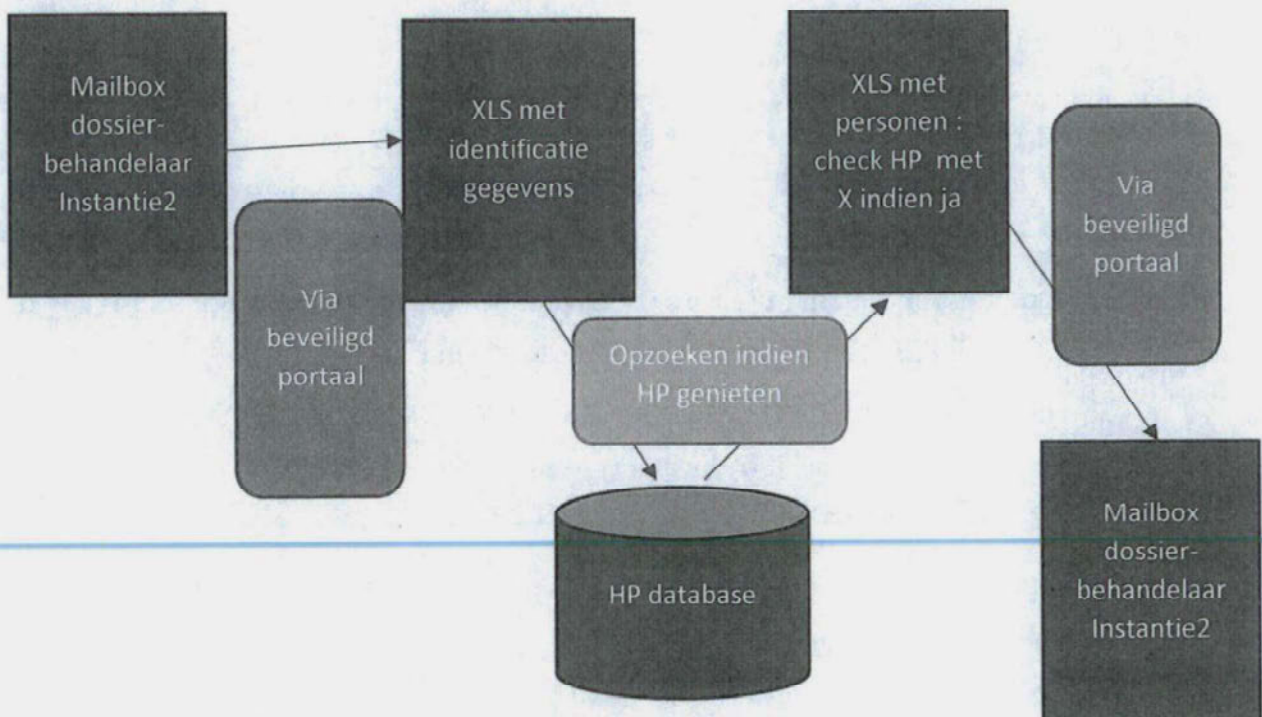 Mailbox
dossier-
behandelaar
Instantie2
Via
beveiligd
portaal
XLS met
identificatie
gegevens
Opzoeken indien
HP genieten
HP database
XLS met
personen :
check HP met
X indien ja
Via
beveiligd
portaal
Mailbox
dossier-
behandelaar
Instantie2